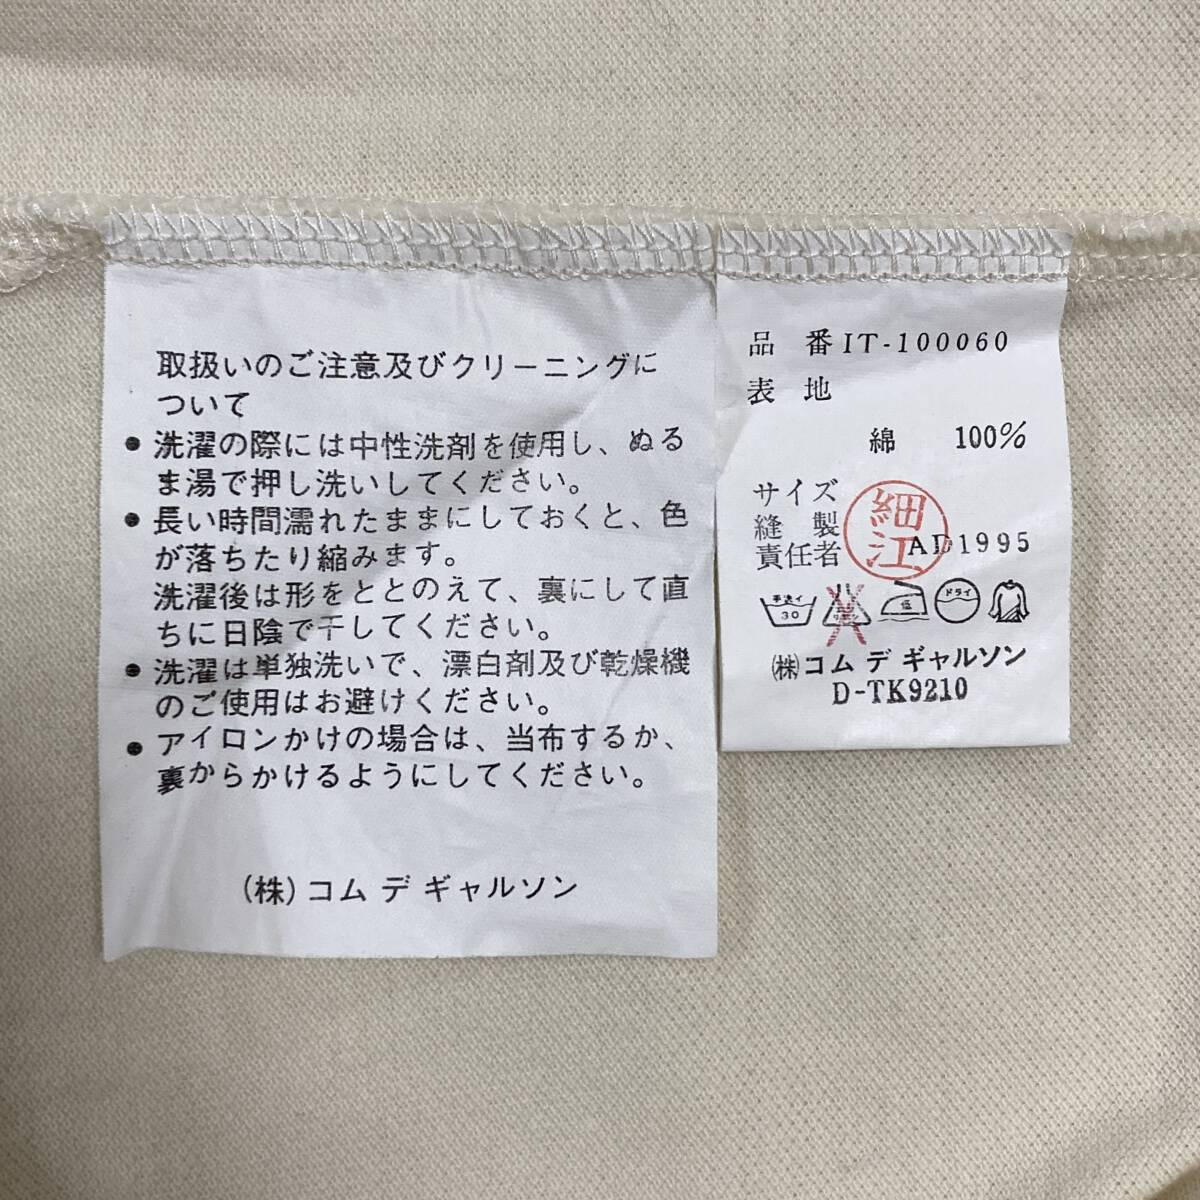 取扱いのご注意及びクリーニングに
ついて
● 洗濯の際には中性洗剤を使用し、ぬる
ま湯で押し洗いしてください。
● 長い時間濡れたままにしておくと、色
が落ちたり縮みます。
洗濯後は形をととのえて、裏にして直
ちに日陰で干してください。
● 洗濯は単独洗いで、漂白剤及び乾燥機
のご使用はお避けください。
● アイロンかけの場合は、当布するか、
裏からかけるようにしてください。
(株) コム デ ギャルソン
品 番 IT-100060
表 地
綿 100%
サイズ
縫 製
責任者
細江
AD1995
手洗イ
30
低
ドライ
(株) コム デ ギャルソン
D-TK9210